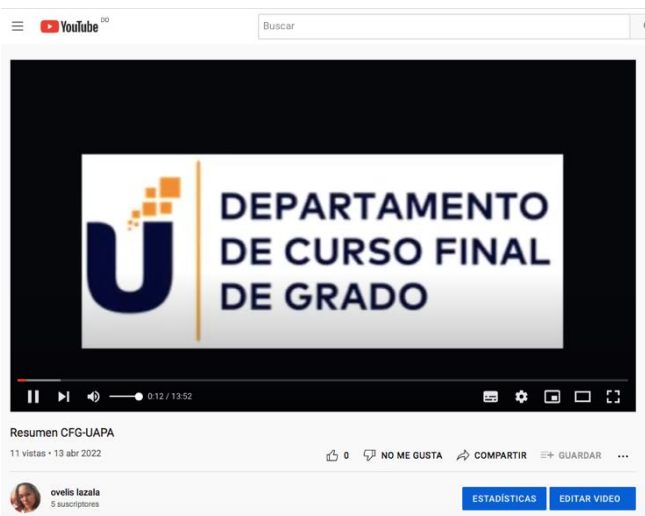 YouTube DO
Buscar
U
DEPARTAMENTO
DE CURSO FINAL
DE GRADO
0:12 / 13:52
Resumen CFG-UAPA
11 vistas • 13 abr 2022
0 NO ME GUSTA COMPARTIR GUARDAR ...
ovelis lazala
5 suscriptores
ESTADÍSTICAS EDITAR VIDEO